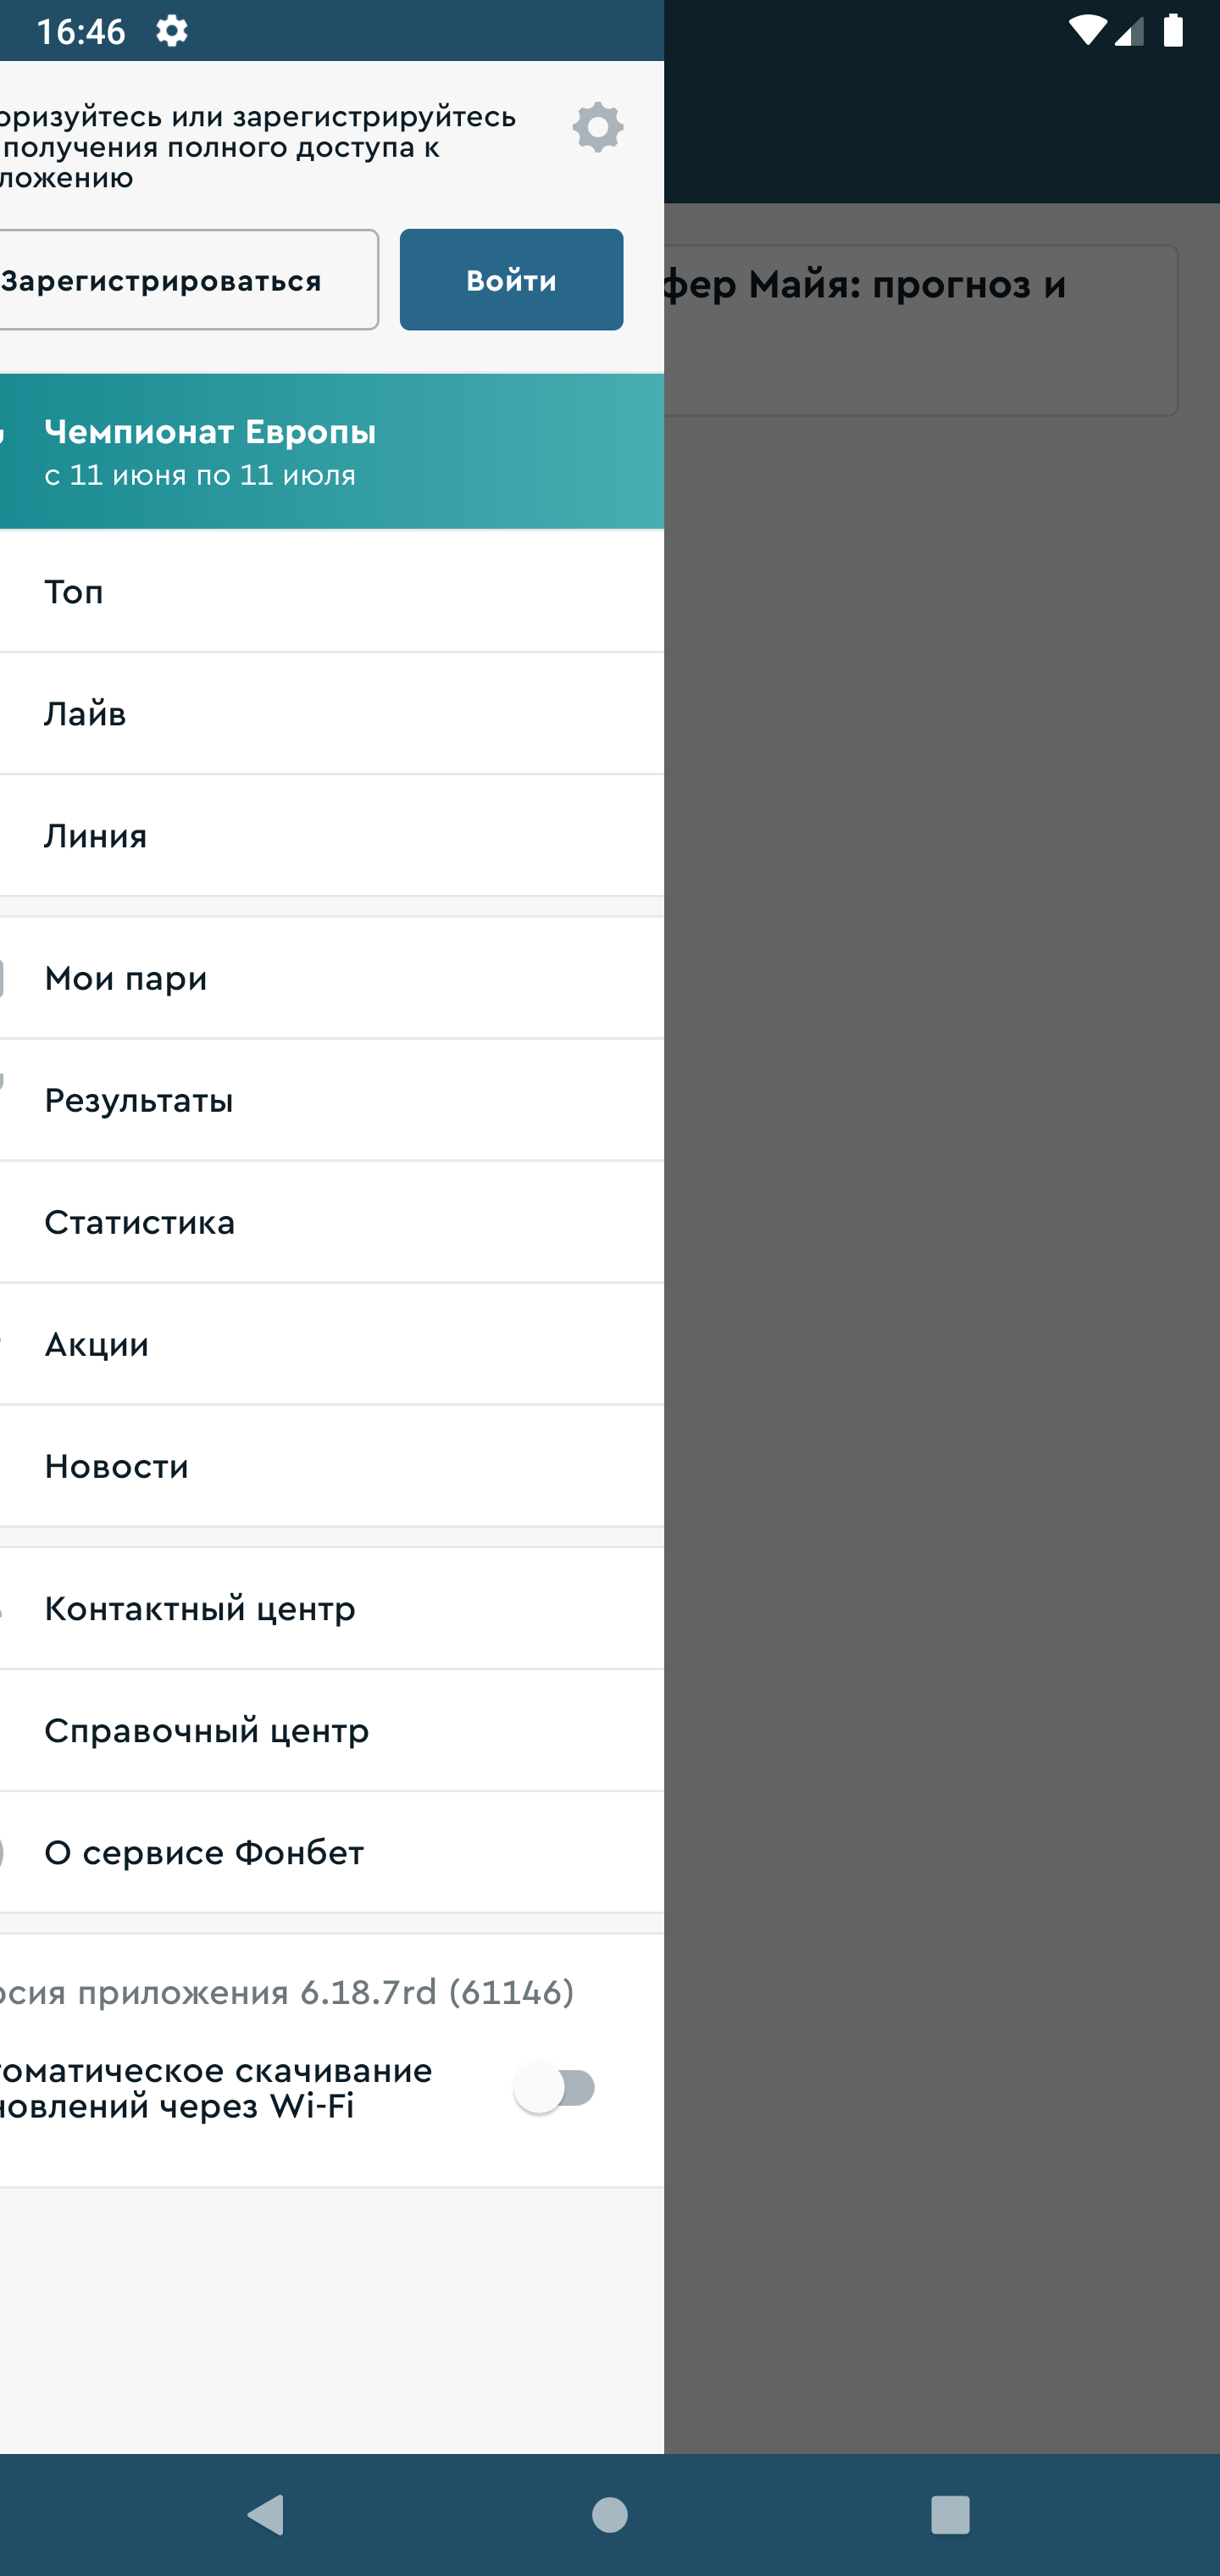 16:46
оризуйтесь или зарегистрируйтесь
получения полного доступа к
ложению
Зарегистрироваться
Войти
фер Майя: прогноз и
Чемпионат Европы
с 11 июня по 11 июля
Топ
Лайв
Линия
Мои пари
Результаты
Статистика
Акции
Новости
Контактный центр
Справочный центр
О сервисе Фонбет
рсия приложения 6.18.7rd (61146)
томатическое скачивание
новлений через Wi-Fi